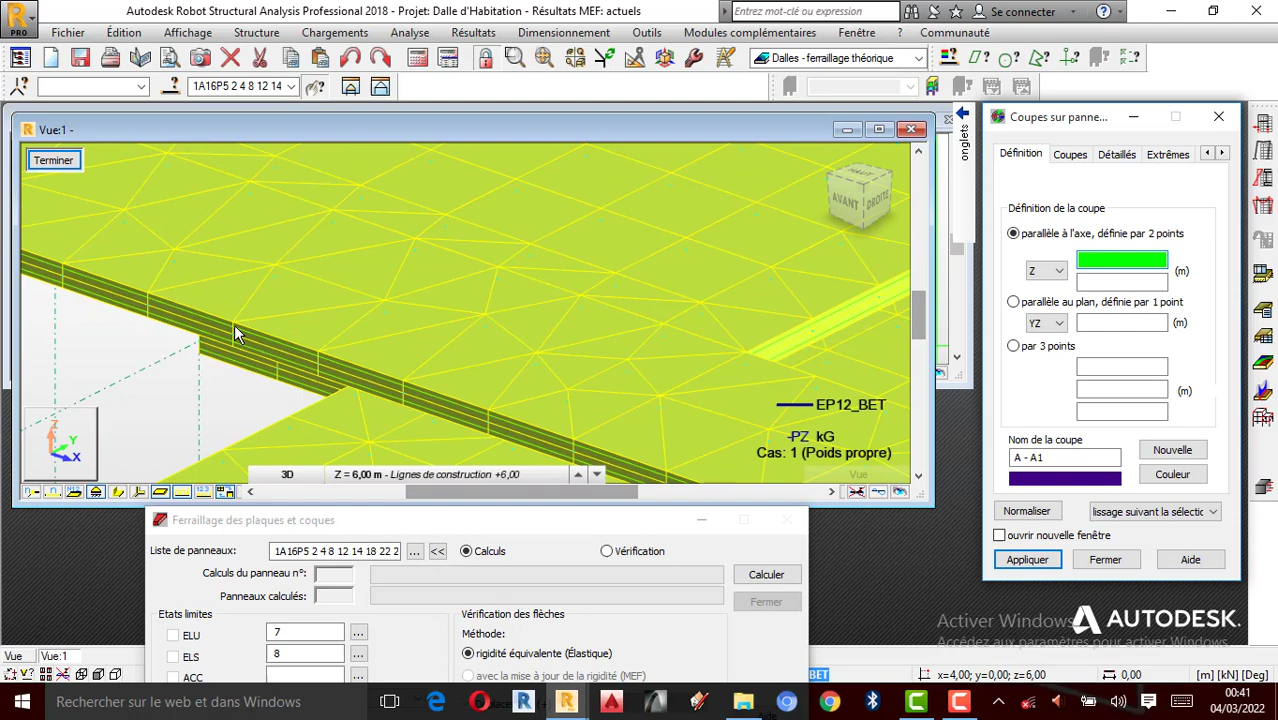 Autodesk Robot Structural Analysis Professional 2018 - Projet: Dalle d'Habitation - Résultats MEF: actuels
Entrez mot-clé ou expression
Se connecter
PRO
Fichier Édition Affichage Structure Chargements Analyse Résultats Dimensionnement Outils Modules complémentaires Fenêtre ? Communauté
Dalles - ferraillage théorique
1A16P5 2 4 8 12 14
Vue:1 -
Terminer
HAUT
AVANT
DROITE
onglets
EP12_BET
-PZ kG
Cas: 1 (Poids propre)
Z
Y
X
3D
Z = 6,00 m - Lignes de construction +6,00
Vue
Coupes sur panne...
Définition Coupes Détaillés Extrêmes
Définition de la coupe
parallèle à l'axe, définie par 2 points
Z
(m)
parallèle au plan, définie par 1 point
YZ
(m)
par 3 points
(m)
Nom de la coupe
A - A1
Nouvelle
Couleur
Normaliser
lissage suivant la sélectic
ouvrir nouvelle fenêtre
Appliquer Fermer Aide
Ferraillage des plaques et coques
Liste de panneaux:
1A16P5 2 4 8 12 14 18 22 2
...
<<
Calculs
Vérification
Calculs du panneau n°:
Calculer
Panneaux calculés:
Fermer
Etats limites
Vérification des flèches
ELU
7
...
Méthode:
ELS
8
...
rigidité équivalente (Élastique)
ACC
...
avec la mise à jour de la rigidité (MEF)
Activer Windows
Accédez aux paramètres pour activer Windows.
AUTODESK.
Vue
Vue:1
BET
x=4,00; y=0,00; z=6,00
0,00
[m] [kN] [Deg]
Rechercher sur le web et dans Windows
Aide
00:41
04/03/2022